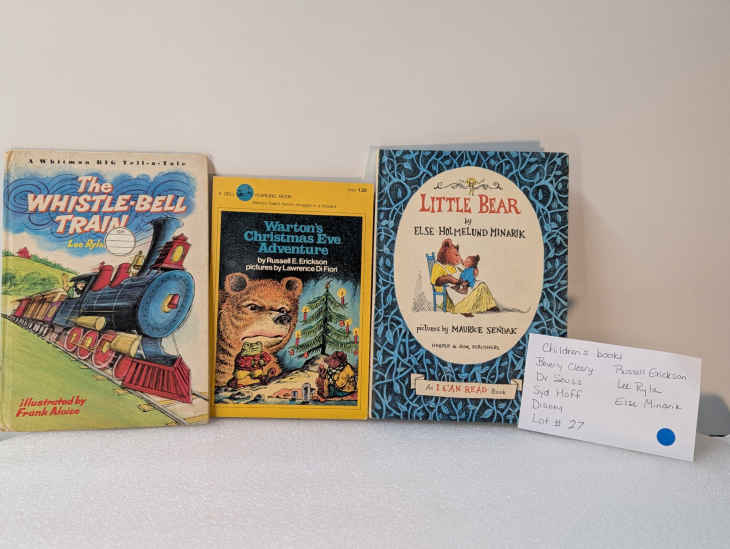 A Whitman BIG Tell-a-Tale
The
WHISTLE-BELL
TRAIN
Lee Ryla
illustrated by
Frank Aloise
A DELL YEARLING BOOK
Warton's
Christmas Eve
Adventure
by Russell E. Erickson
pictures by Lawrence Di Fiori
LITTLE BEAR
by
ELSE HOLMELUND MINARIK
pictures by MAURICE SENDAK
HARPER & ROW, PUBLISHERS
An I CAN READ Book
Children's books
Beverly Cleary
Dr Seuss
Syd Hoff
Disney
Lot # 27
Russell Erickson
Lee Ryla
Else Minarik